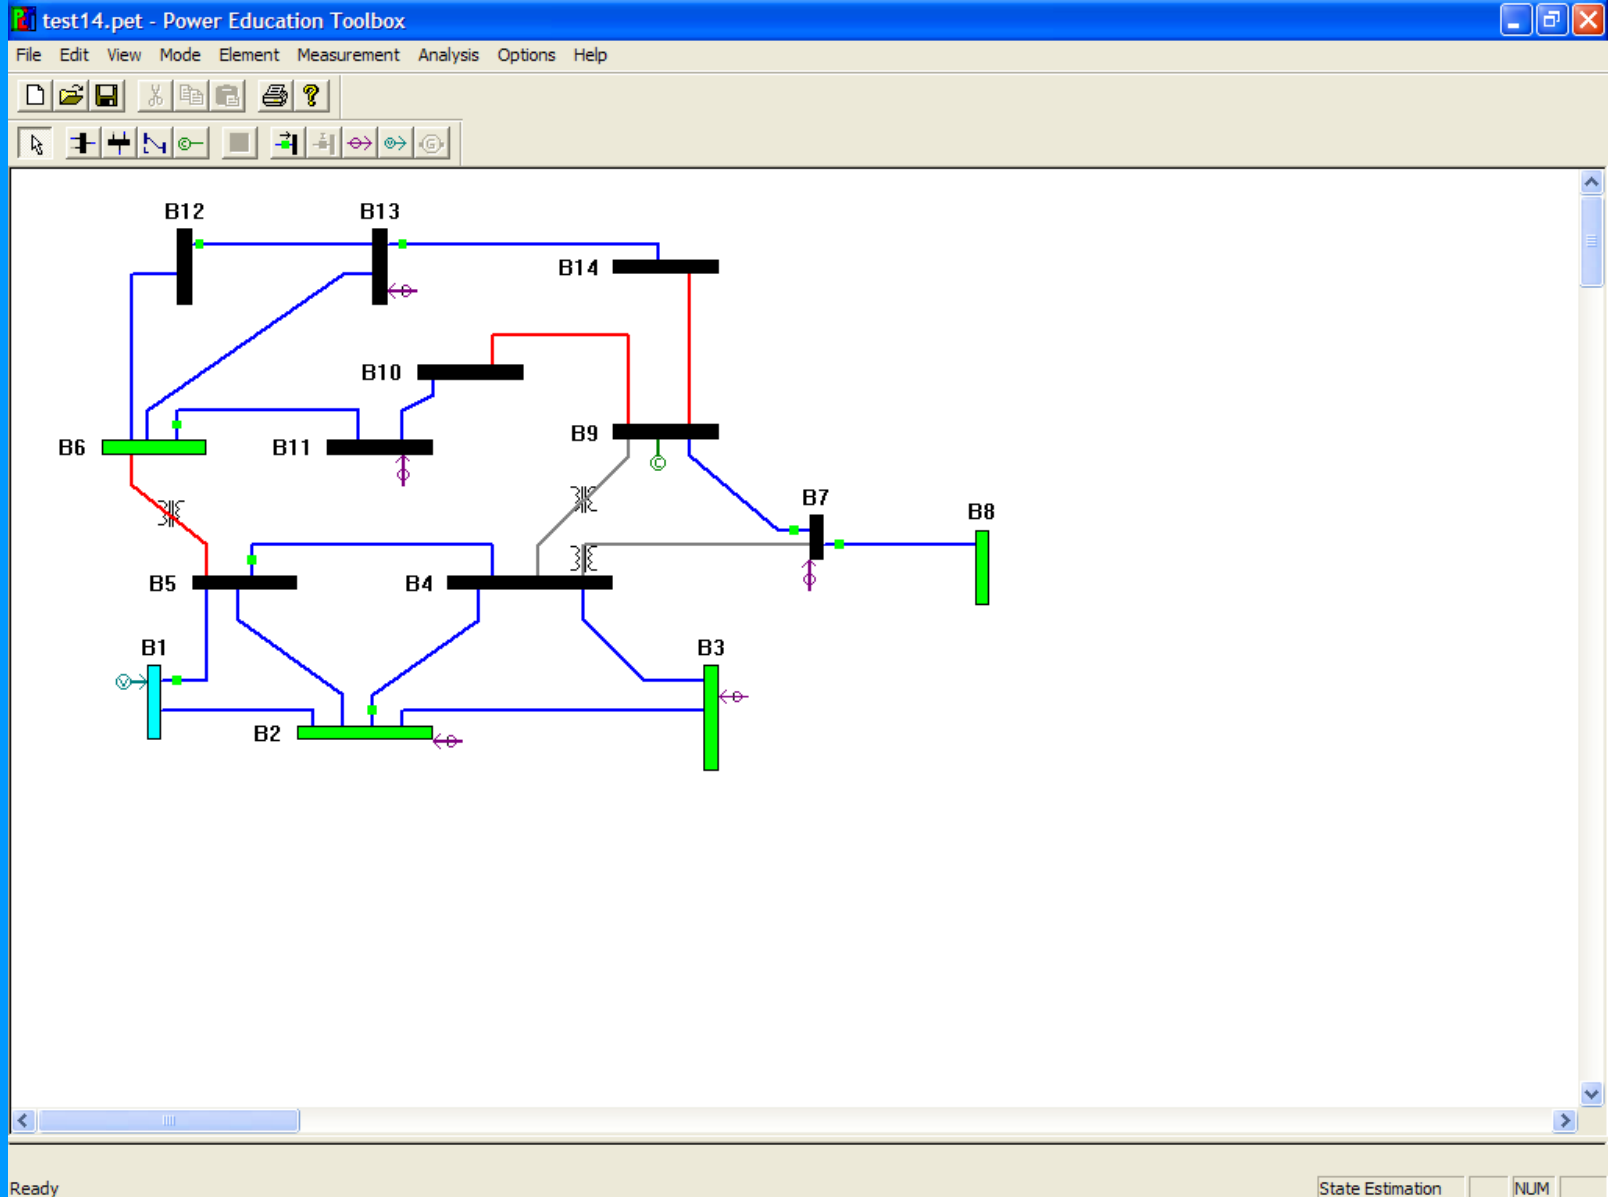 test14.pet - Power Education Toolbox
File Edit View Mode Element Measurement Analysis Options Help
B12 B13
B14
B10
B6 B11 B9
B7
B8
B5 B4
B1 B3
B2
Ready State Estimation NUM